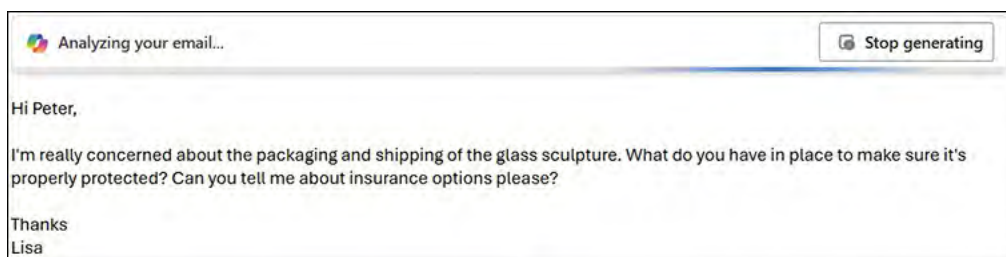 Analyzing your email...
Stop generating
Hi Peter,
I'm really concerned about the packaging and shipping of the glass sculpture. What do you have in place to make sure it's
properly protected? Can you tell me about insurance options please?
Thanks
Lisa